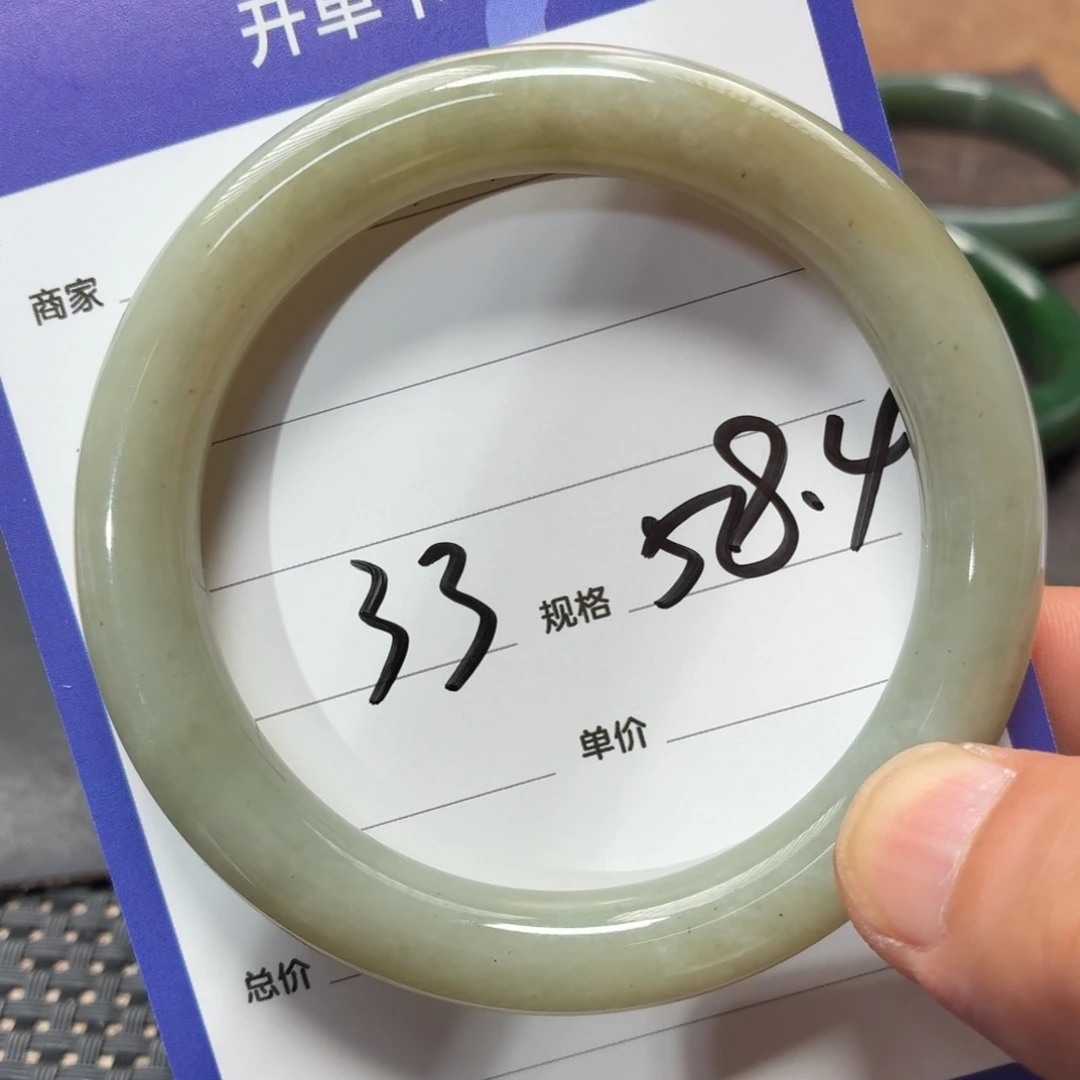 开单
商家
33 规格 58.4
单价
总价